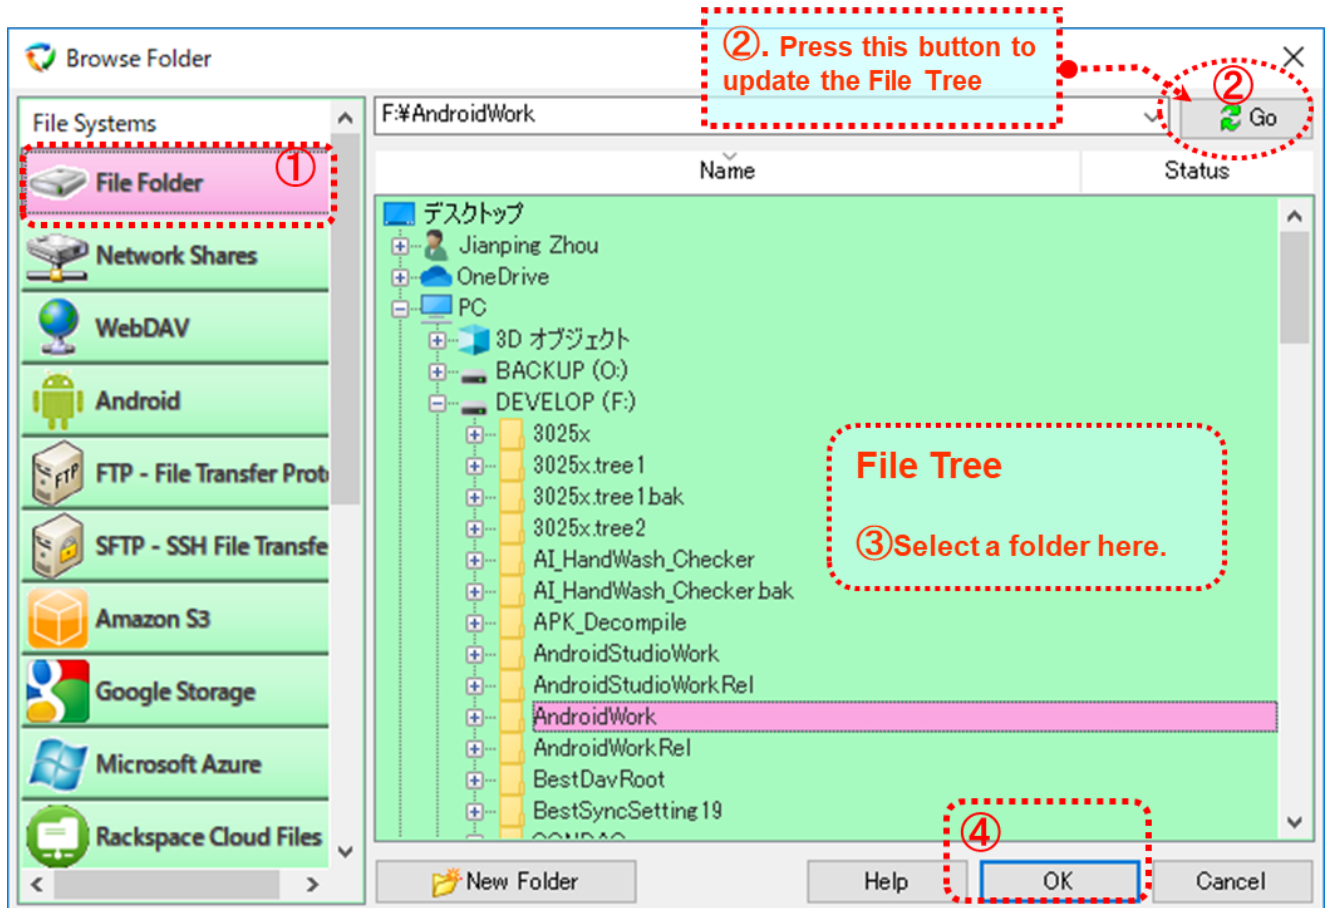 Browse Folder
②. Press this button to
update the File Tree
②
File Systems
F:¥AndroidWork
Go
①
File Folder
Network Shares
WebDAV
Android
FTP - File Transfer Prot
SFTP - SSH File Transfe
Amazon S3
Google Storage
Microsoft Azure
Rackspace Cloud Files
Name
Status
デスクトップ
Jianping Zhou
OneDrive
PC
3D オブジェクト
BACKUP (O:)
DEVELOP (F:)
3025x
3025x.tree1
3025x.tree1.bak
3025x.tree2
AI_HandWash_Checker
AI_HandWash_Checker.bak
APK_Decompile
AndroidStudioWork
AndroidStudioWorkRel
AndroidWork
AndroidWorkRel
BestDavRoot
BestSyncSetting19
File Tree
③Select a folder here.
④
New Folder
Help
OK
Cancel
FTP